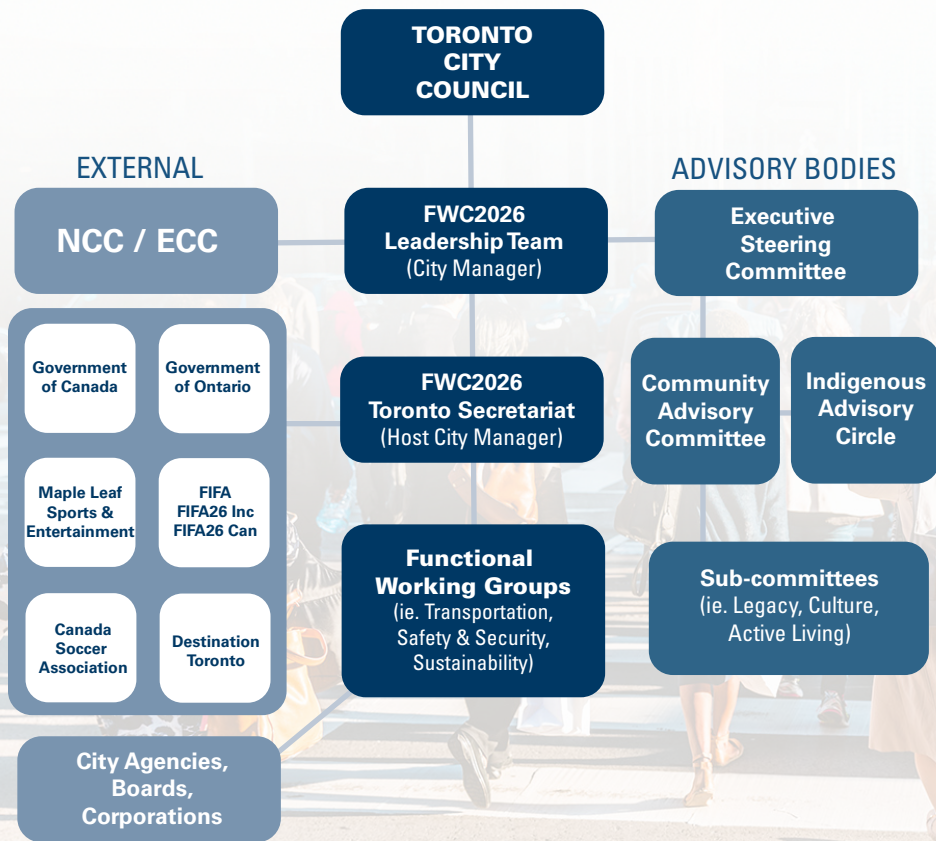 TORONTO
CITY
COUNCIL
EXTERNAL
NCC / ECC
FWC2026
Leadership Team
(City Manager)
ADVISORY BODIES
Executive
Steering
Committee
Government
of Canada
Government
of Ontario
Maple Leaf
Sports &
Entertainment
FIFA
FIFA26 Inc
FIFA26 Can
Canada
Soccer
Association
Destination
Toronto
FWC2026
Toronto Secretariat
(Host City Manager)
Community
Advisory
Committee
Indigenous
Advisory
Circle
Functional
Working Groups
(ie. Transportation,
Safety & Security,
Sustainability)
Sub-committees
(ie. Legacy, Culture,
Active Living)
City Agencies,
Boards,
Corporations